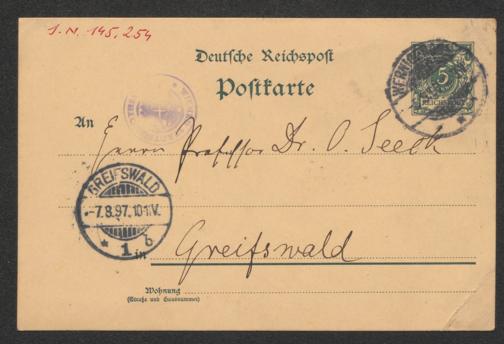 J. N. 145.254
Deutsche Reichspost
Postkarte
5
An Herrn Professor Dr. O. Seeck
GREIFSWALD
-7.8.97.10-11.V.
* 1 b
in Greifswald
Wohnung
(Straße und Hausnummer)